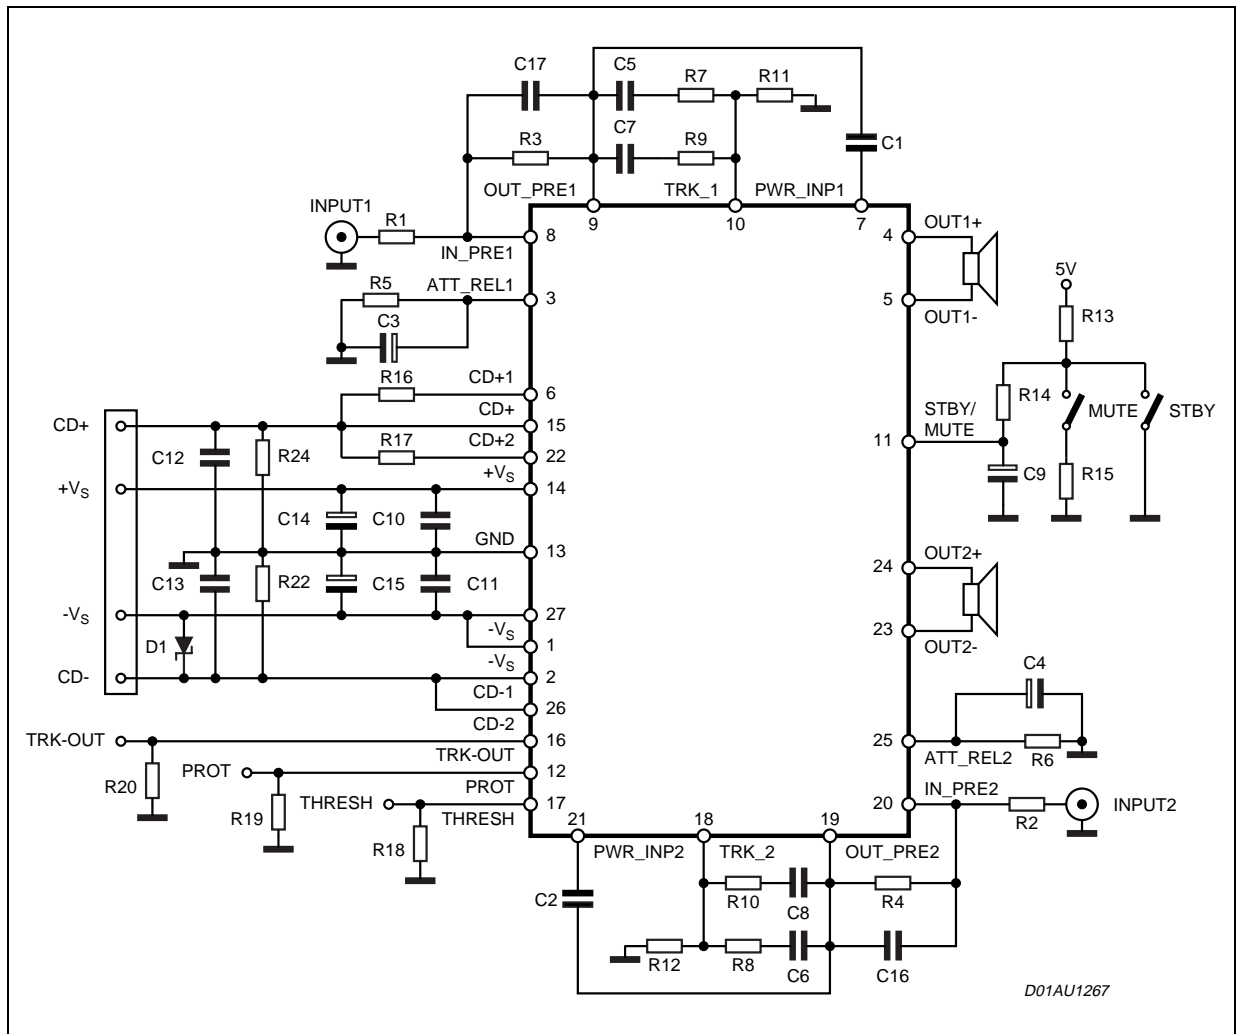 C17
C5
R7
R11
R3
C7
R9
C1
OUT_PRE1
TRK_1
PWR_INP1
INPUT1
R1
9
10
7
8
IN_PRE1
4
OUT1+
R5
ATT_REL1
3
5
OUT1-
C3
5V
R13
R16
CD+1
6
R14
MUTE
STBY
CD+
CD+
15
STBY/
MUTE
11
C12
R24
R17
CD+2
22
C9
R15
+VS
+VS
14
C14
C10
GND
13
OUT2+
24
C13
R22
C15
C11
-VS
27
23
OUT2-
D1
-VS
1
-VS
CD-
2
CD-1
26
CD-2
C4
TRK-OUT
16
TRK-OUT
25
ATT_REL2
R6
R20
PROT
12
PROT
IN_PRE2
20
R2
INPUT2
R19
THRESH
17
THRESH
R18
21
18
19
PWR_INP2
TRK_2
OUT_PRE2
C2
R10
C8
R4
R12
R8
C6
C16
D01AU1267